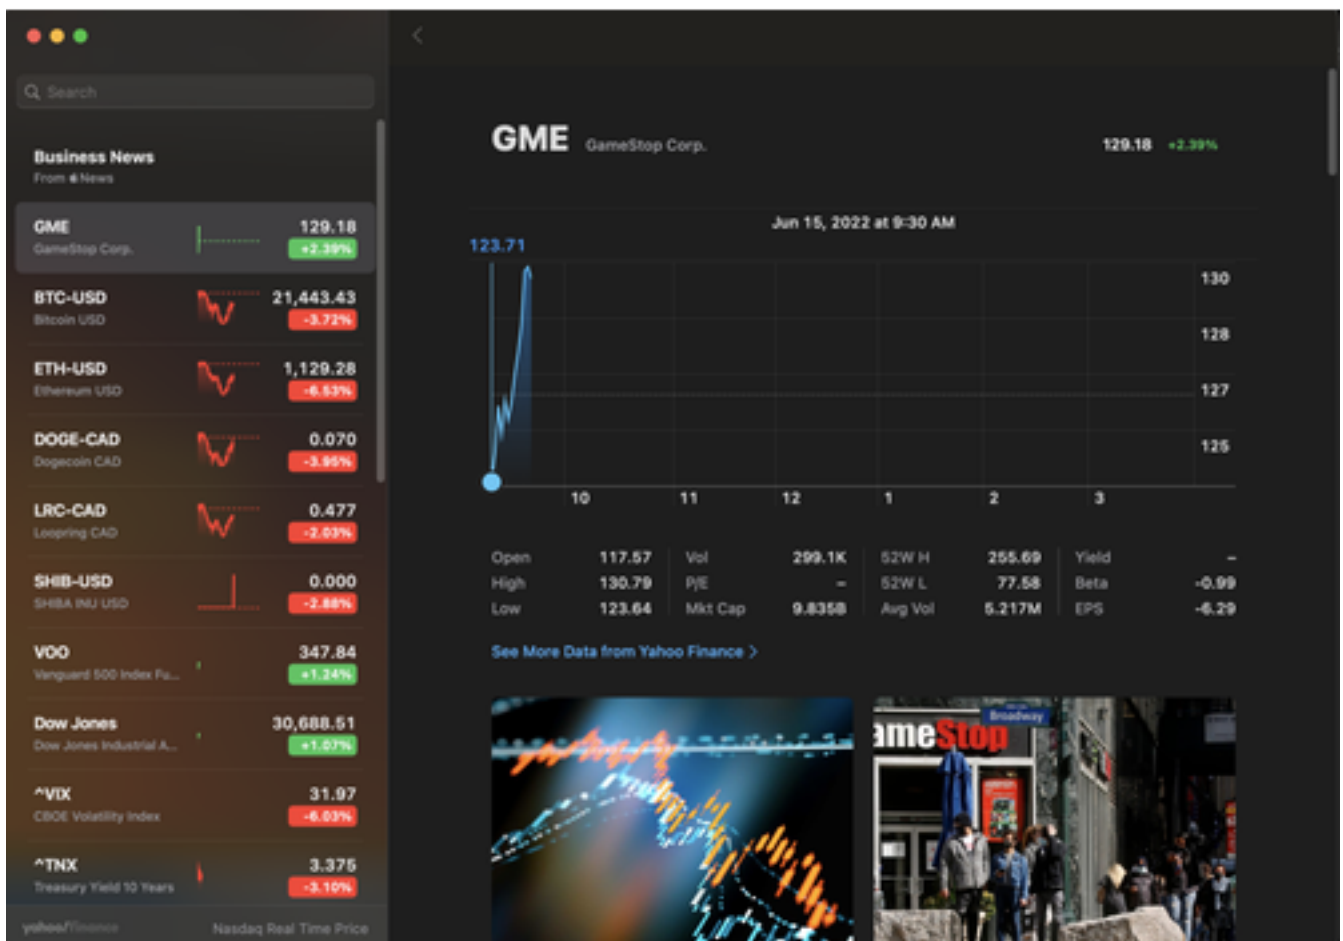 Search
Business News
From News
GME 129.18
GameStop Corp. +2.39%
BTC-USD 21,443.43
Bitcoin USD -3.72%
ETH-USD 1,129.28
Ethereum USD -6.53%
DOGE-CAD 0.070
Dogecoin CAD -3.95%
LRC-CAD 0.477
Loopring CAD -2.03%
SHIB-USD 0.000
SHIBA INU USD -2.88%
VOO 347.84
Vanguard 500 Index Fu... +1.24%
Dow Jones 30,688.51
Dow Jones Industrial A... +1.07%
^VIX 31.97
CBOE Volatility Index -6.03%
^TNX 3.375
Treasury Yield 10 Years -3.10%
yahoo!finance Nasdaq Real Time Price
GME GameStop Corp. 129.18 +2.39%
Jun 15, 2022 at 9:30 AM
123.71
130
128
127
125
10 11 12 1 2 3
Open 117.57 Vol 299.1K 52W H 255.69 Yield –
High 130.79 P/E – 52W L 77.58 Beta -0.99
Low 123.64 Mkt Cap 9.835B Avg Vol 5.217M EPS -6.29
See More Data from Yahoo Finance >
Broadway
ameStop